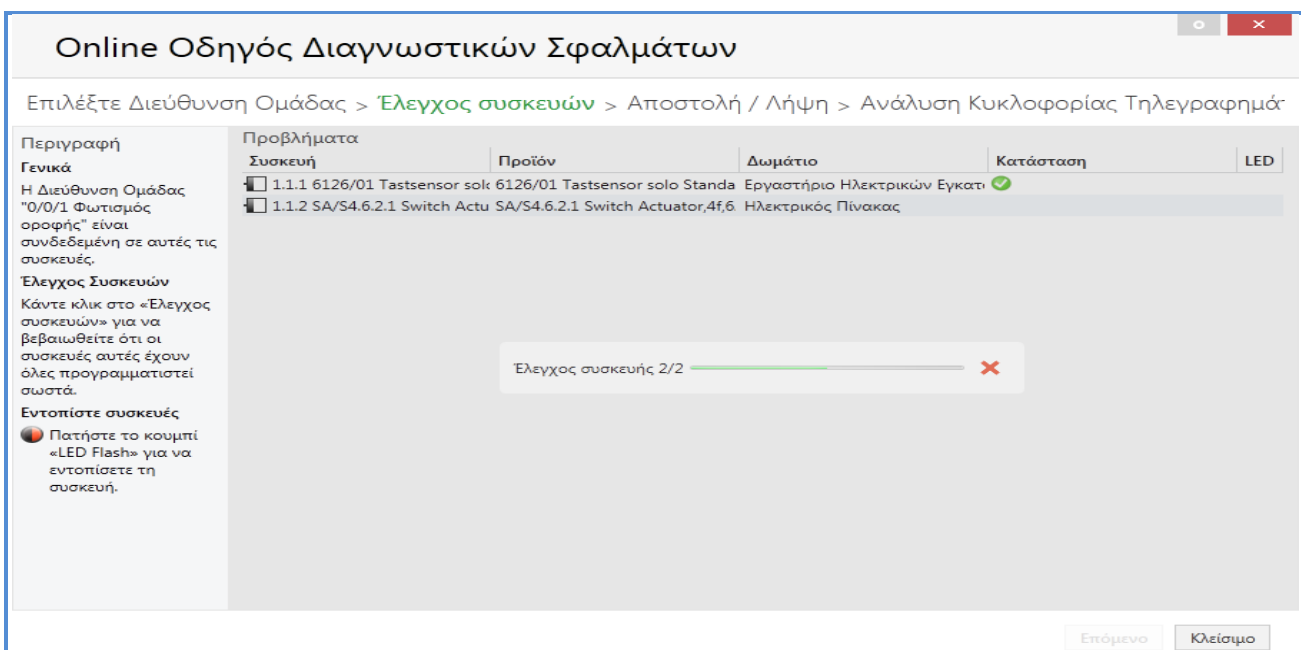 Online Οδηγός Διαγνωστικών Σφαλμάτων
Επιλέξτε Διεύθυνση Ομάδας > Έλεγχος συσκευών > Αποστολή / Λήψη > Ανάλυση Κυκλοφορίας Τηλεγραφημά
Περιγραφή
Γενικά
Η Διεύθυνση Ομάδας
"0/0/1 Φωτισμός
οροφής" είναι
συνδεδεμένη σε αυτές τις
συσκευές.
Έλεγχος Συσκευών
Κάντε κλικ στο «Έλεγχος
συσκευών» για να
βεβαιωθείτε ότι οι
συσκευές αυτές έχουν
όλες προγραμματιστεί
σωστά.
Εντοπίστε συσκευές
Πατήστε το κουμπί
«LED Flash» για να
εντοπίσετε τη
συσκευή.
Προβλήματα
Συσκευή Προϊόν Δωμάτιο Κατάσταση LED
1.1.1 6126/01 Tastsensor solo 6126/01 Tastsensor solo Standa Εργαστήριο Ηλεκτρικών Εγκατ
1.1.2 SA/S4.6.2.1 Switch Actu SA/S4.6.2.1 Switch Actuator,4f,6. Ηλεκτρικός Πίνακας
Έλεγχος συσκευής 2/2
Επόμενο Κλείσιμο